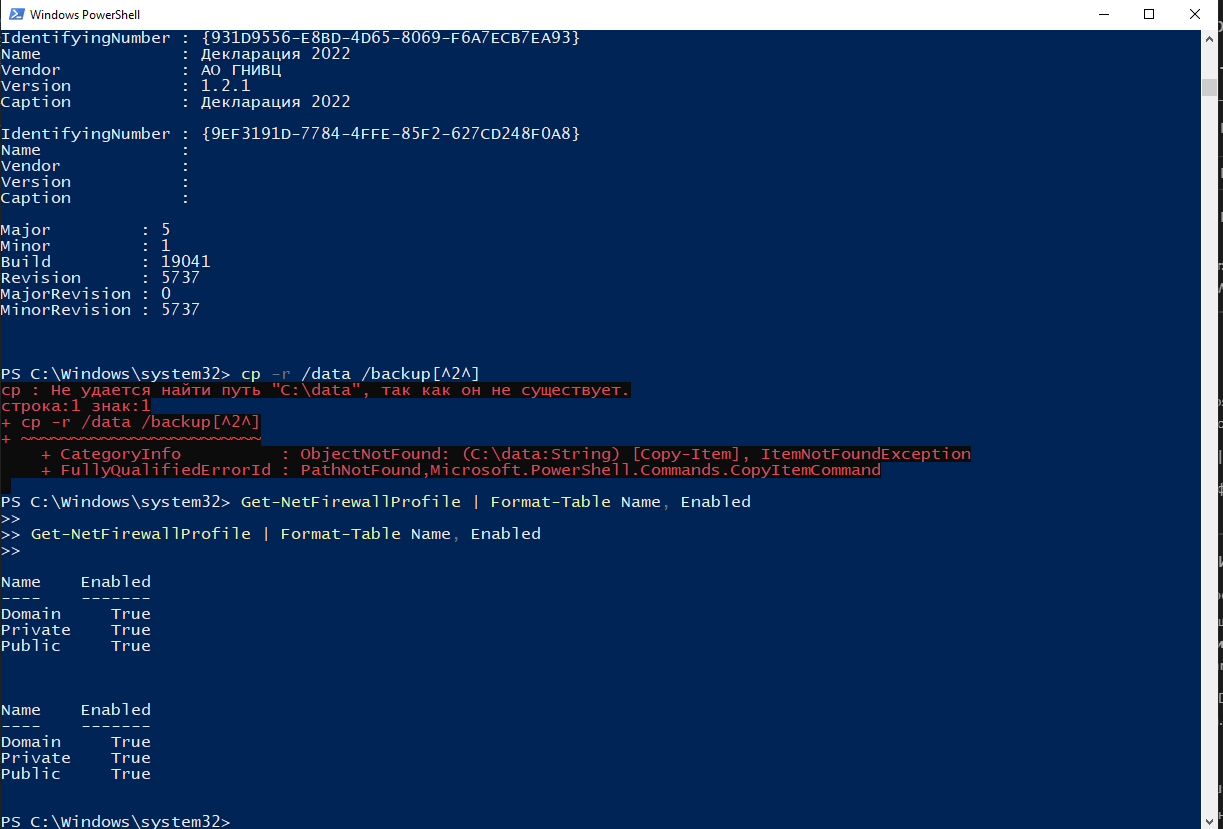 Windows PowerShell
IdentifyingNumber : {931D9556-E8BD-4D65-8069-F6A7ECB7EA93}
Name              : Декларация 2022
Vendor            : АО ГНИВЦ
Version           : 1.2.1
Caption           : Декларация 2022
IdentifyingNumber : {9EF3191D-7784-4FFE-85F2-627CD248F0A8}
Name              :
Vendor            :
Version           :
Caption           :
Major         : 5
Minor         : 1
Build         : 19041
Revision      : 5737
MajorRevision : 0
MinorRevision : 5737
PS C:\Windows\system32> cp -r /data /backup[^2^]
cp : Не удается найти путь "C:\data", так как он не существует.
строка:1 знак:1
+ cp -r /data /backup[^2^]
+ ~~~~~~~~~~~~~~~~~~~~~~~~
    + CategoryInfo          : ObjectNotFound: (C:\data:String) [Copy-Item], ItemNotFoundException
    + FullyQualifiedErrorId : PathNotFound,Microsoft.PowerShell.Commands.CopyItemCommand
PS C:\Windows\system32> Get-NetFirewallProfile | Format-Table Name, Enabled
>>
>> Get-NetFirewallProfile | Format-Table Name, Enabled
>>
Name    Enabled
----    -------
Domain     True
Private    True
Public     True
Name    Enabled
----    -------
Domain     True
Private    True
Public     True
PS C:\Windows\system32>